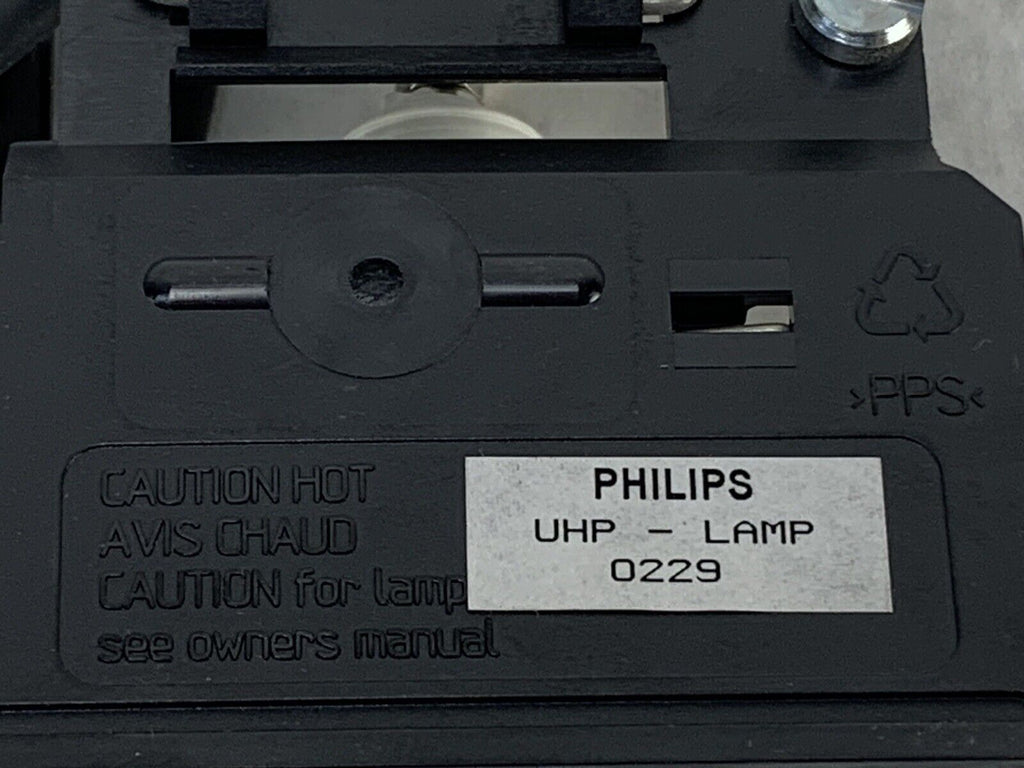 >PPS<
CAUTION HOT
AVIS CHAUD
CAUTION for lamp
see owners manual
PHILIPS
UHP - LAMP
0229